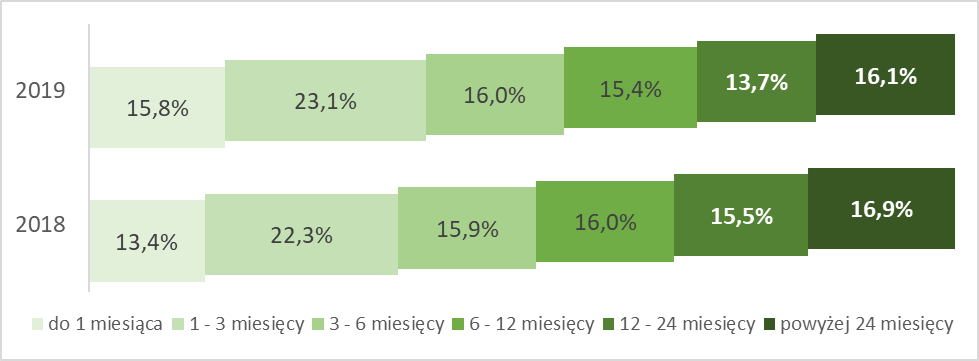 2019
15,8% 23,1% 16,0% 15,4% 13,7% 16,1%
2018
13,4% 22,3% 15,9% 16,0% 15,5% 16,9%
do 1 miesiąca 1 - 3 miesięcy 3 - 6 miesięcy 6 - 12 miesięcy 12 - 24 miesięcy powyżej 24 miesięcy